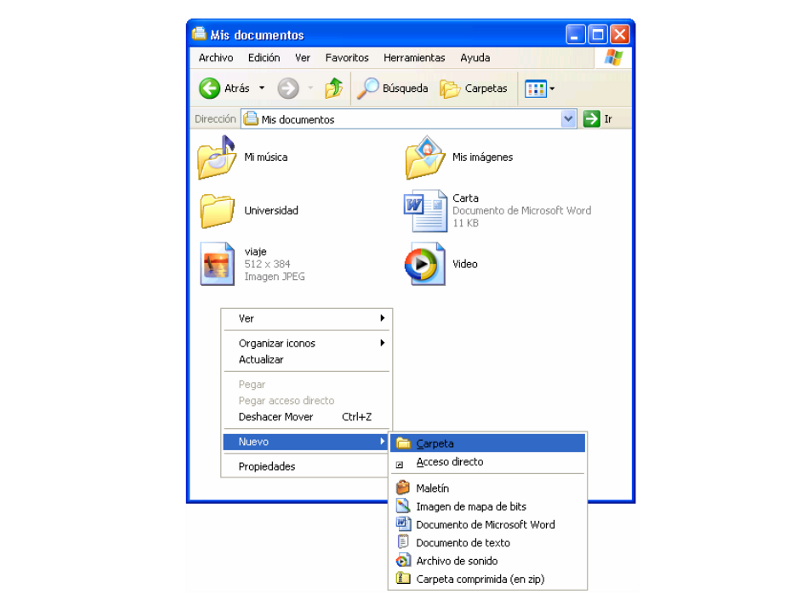 Mis documentos
Archivo Edición Ver Favoritos Herramientas Ayuda
Atrás Búsqueda Carpetas
Dirección Mis documentos Ir
Mi música
Mis imágenes
Universidad
Carta
Documento de Microsoft Word
11 KB
viaje
512 x 384
Imagen JPEG
Video
Ver
Organizar iconos
Actualizar
Pegar
Pegar acceso directo
Deshacer Mover Ctrl+Z
Nuevo
Propiedades
Carpeta
Acceso directo
Maletín
Imagen de mapa de bits
Documento de Microsoft Word
Documento de texto
Archivo de sonido
Carpeta comprimida (en zip)